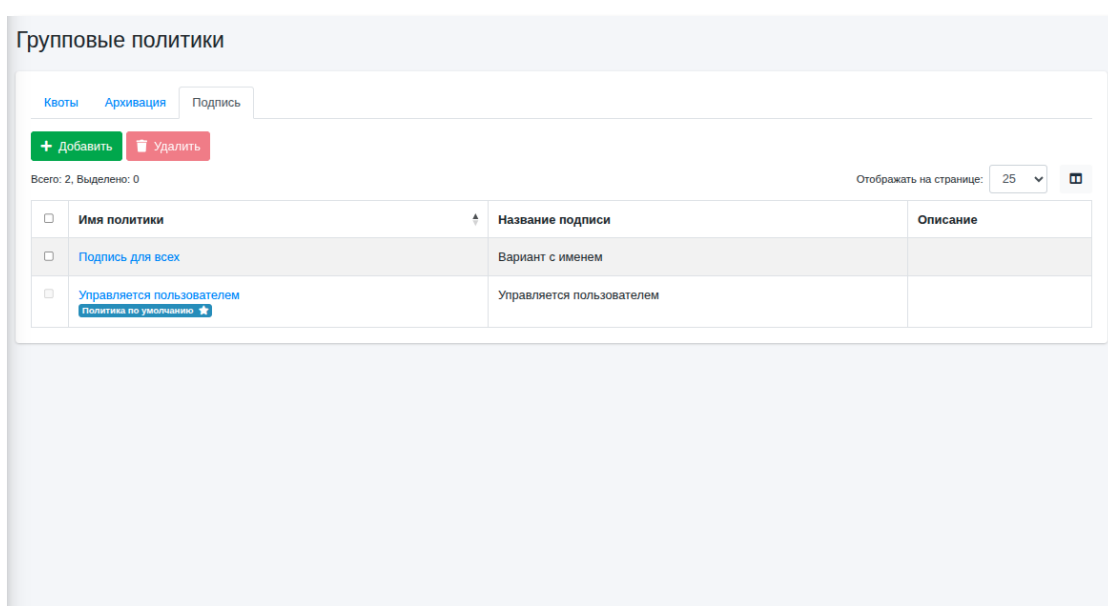 Групповые политики
Квоты Архивация Подпись
Добавить Удалить
Всего: 2, Выделено: 0 Отображать на странице: 25
Имя политики Название подписи Описание
Подпись для всех Вариант с именем
Управляется пользователем Управляется пользователем
Политика по умолчанию